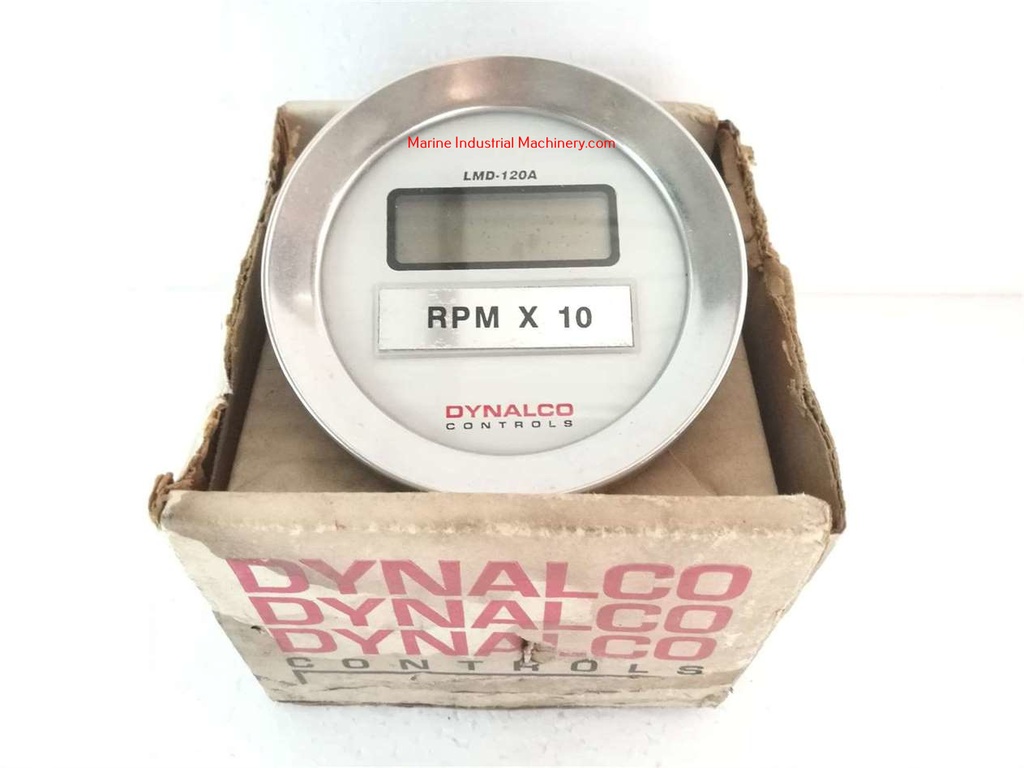 Marine Industrial Machinery.com
LMD-120A
RPM X 10
DYNALCO
CONTROLS
DYNALCO
DYNALCO
DYNALCO
CONTROLS